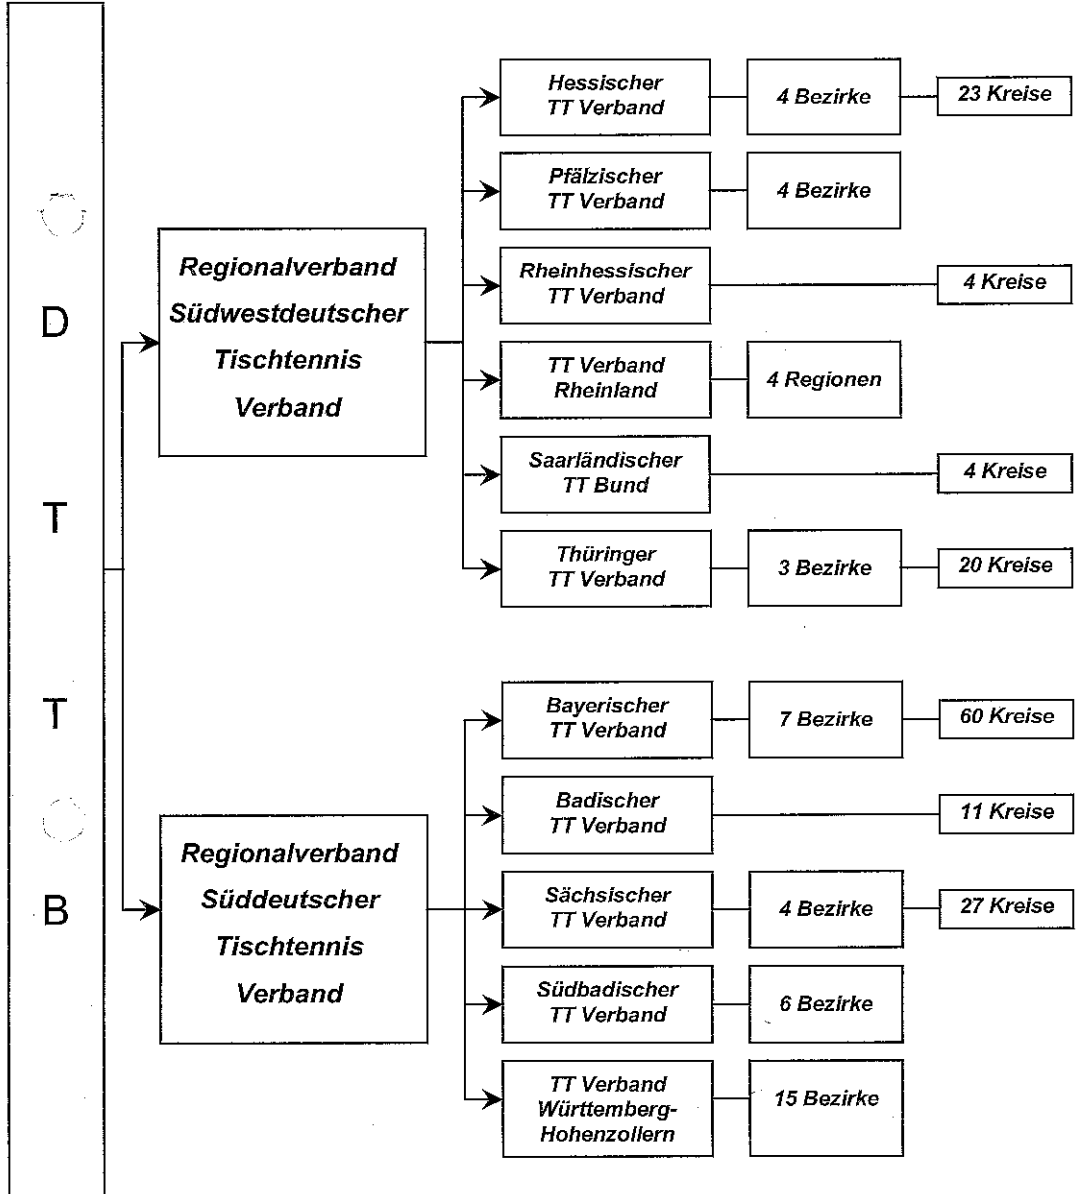 D
T
T
B
Regionalverband
Südwestdeutscher
Tischtennis
Verband
Hessischer
TT Verband
4 Bezirke
23 Kreise
Pfälzischer
TT Verband
4 Bezirke
Rheinhessischer
TT Verband
4 Kreise
TT Verband
Rheinland
4 Regionen
Saarländischer
TT Bund
4 Kreise
Thüringer
TT Verband
3 Bezirke
20 Kreise
Regionalverband
Süddeutscher
Tischtennis
Verband
Bayerischer
TT Verband
7 Bezirke
60 Kreise
Badischer
TT Verband
11 Kreise
Sächsischer
TT Verband
4 Bezirke
27 Kreise
Südbadischer
TT Verband
6 Bezirke
TT Verband
Württemberg-
Hohenzollern
15 Bezirke